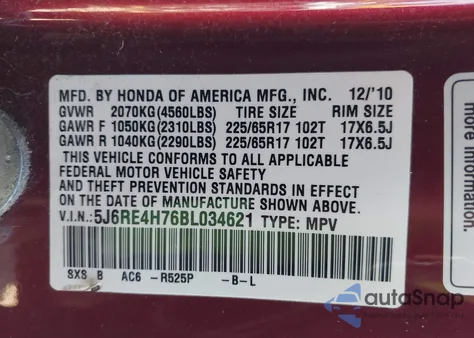 MFD. BY HONDA OF AMERICA MFG., INC. 12/'10
GVWR 2070KG(4560LBS) TIRE SIZE RIM SIZE
GAWR F 1050KG(2310LBS) 225/65R17 102T 17X6.5J
GAWR R 1040KG(2290LBS) 225/65R17 102T 17X6.5J
THIS VEHICLE CONFORMS TO ALL APPLICABLE
FEDERAL MOTOR VEHICLE SAFETY
AND THEFT PREVENTION STANDARDS IN EFFECT
ON THE DATE OF MANUFACTURE SHOWN ABOVE.
V.I.N.: 5J6RE4H76BL034621 TYPE: MPV
SXS B AC6 -R525P -B-L
autoSnap